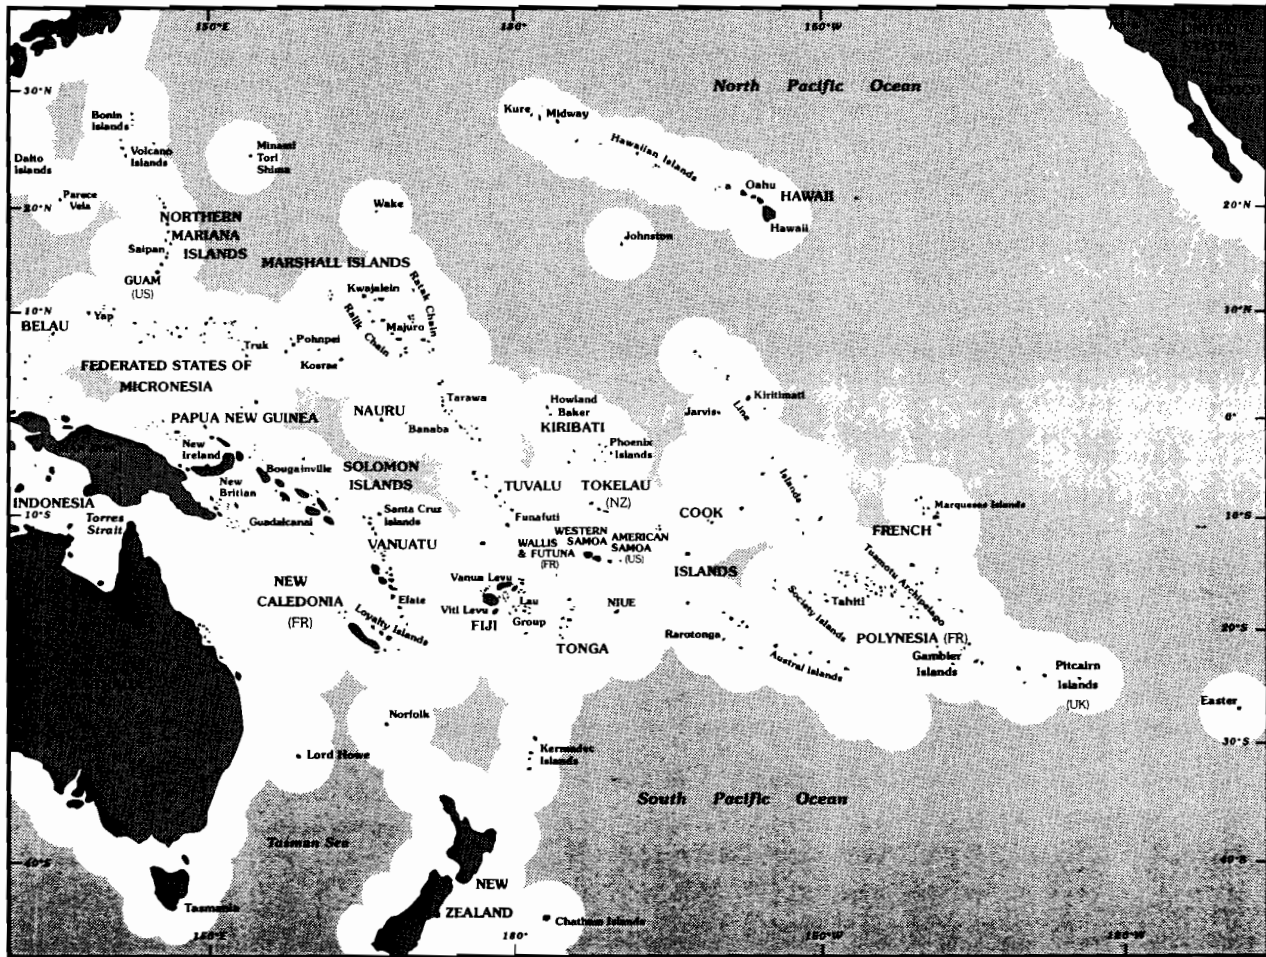 150°E
180°
150°W
30°N
North Pacific Ocean
Kure
Midway
Bonin
Islands
Hawaiian Islands
Daito
Islands
Volcano
Islands
Minami
Tori
Shima
Parece
Vela
Oahu
HAWAII
Hawaii
20°N
20°N
Wake
Johnston
NORTHERN
MARIANA
ISLANDS
Saipan
GUAM
(US)
MARSHALL ISLANDS
Kwajalein
Ratak Chain
Ralik Chain
Majuro
10°N
10°N
BELAU
Yap
Truk
Pohnpei
Kosrae
FEDERATED STATES OF
MICRONESIA
Tarawa
NAURU
Banaba
Howland
Baker
KIRIBATI
Phoenix
Islands
Jarvis
Line
Islands
Kiritimati
0°
PAPUA NEW GUINEA
New
Ireland
New
Britian
Bougainville
SOLOMON
ISLANDS
Guadalcanal
Santa Cruz
Islands
INDONESIA
10°S
10°S
Torres
Strait
TUVALU
Funafuti
TOKELAU
(NZ)
COOK
ISLANDS
Marquesas Islands
FRENCH
POLYNESIA (FR)
VANUATU
Efate
WALLIS
& FUTUNA
(FR)
WESTERN
SAMOA
AMERICAN
SAMOA
(US)
NEW
CALEDONIA
(FR)
Loyalty Islands
Vanua Levu
Viti Levu
FIJI
Lau
Group
NIUE
TONGA
Rarotonga
Society Islands
Tahiti
Tuamotu Archipelago
20°S
Austral Islands
Gambier
Islands
Pitcairn
Islands
(UK)
Easter
30°S
Norfolk
Lord Howe
Kermadec
Islands
South Pacific Ocean
Tasman Sea
40°S
40°S
Tasmania
NEW
ZEALAND
Chatham Islands
150°E
180°
150°W
120°W